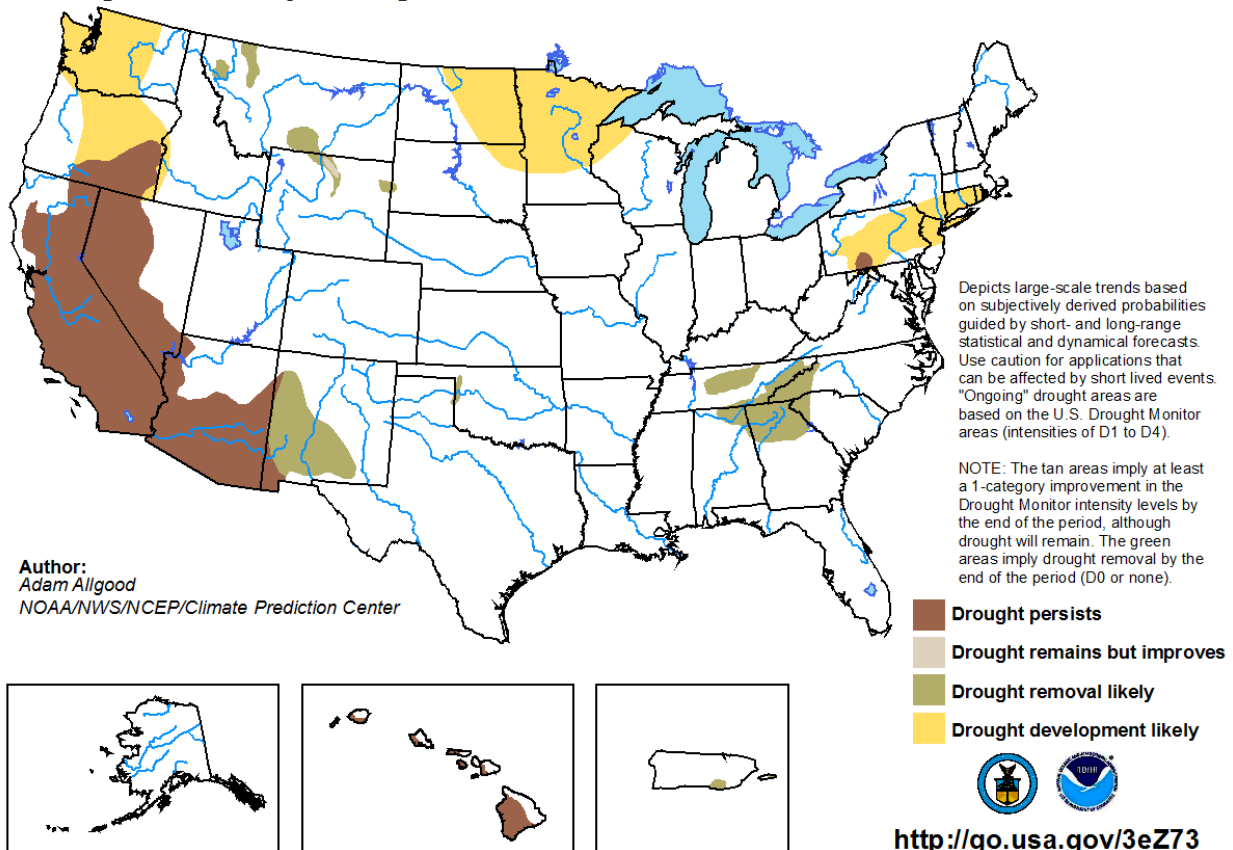 Depicts large-scale trends based
on subjectively derived probabilities
guided by short- and long-range
statistical and dynamical forecasts.
Use caution for applications that
can be affected by short lived events.
"Ongoing" drought areas are
based on the U.S. Drought Monitor
areas (intensities of D1 to D4).
NOTE: The tan areas imply at least
a 1-category improvement in the
Drought Monitor intensity levels by
the end of the period, although
drought will remain. The green
areas imply drought removal by the
end of the period (D0 or none).
Author:
Adam Allgood
NOAA/NWS/NCEP/Climate Prediction Center
Drought persists
Drought remains but improves
Drought removal likely
Drought development likely
http://go.usa.gov/3eZ73